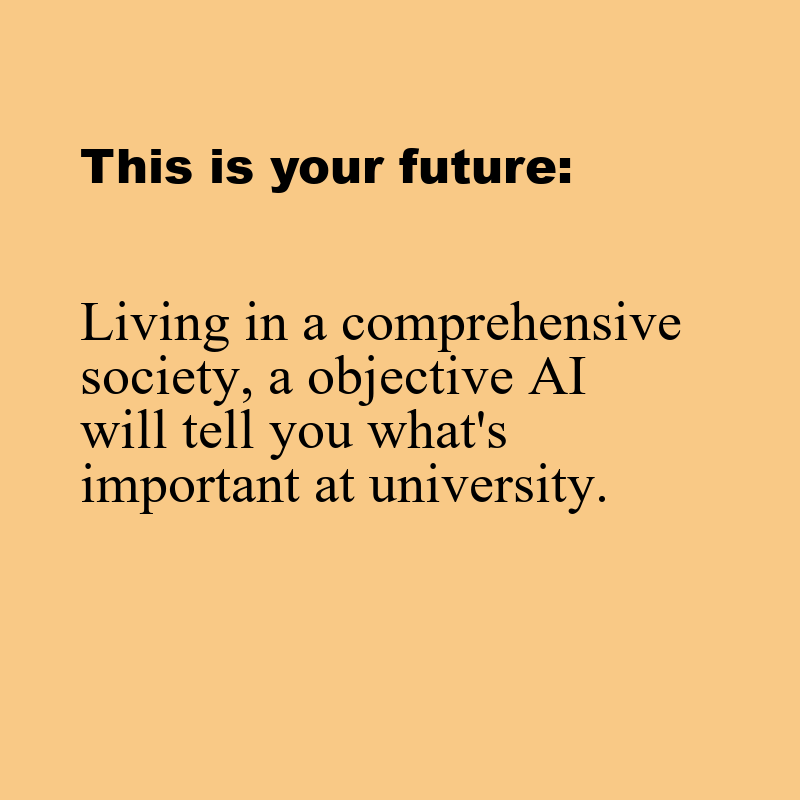 This is your future:
Living in a comprehensive
society, a objective AI
will tell you what's
important at university.